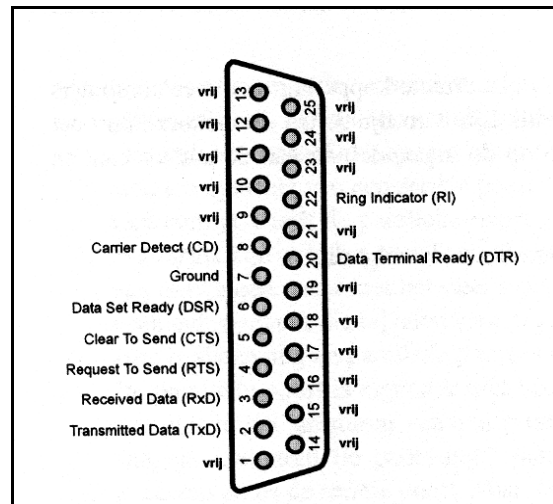 vrij 13
25 vrij
vrij 12
24 vrij
vrij 11
23 vrij
vrij 10
22 Ring Indicator (RI)
vrij 9
21 vrij
Carrier Detect (CD) 8
20 Data Terminal Ready (DTR)
Ground 7
19 vrij
Data Set Ready (DSR) 6
18 vrij
Clear To Send (CTS) 5
17 vrij
Request To Send (RTS) 4
16 vrij
Received Data (RxD) 3
15 vrij
Transmitted Data (TxD) 2
14 vrij
vrij 1